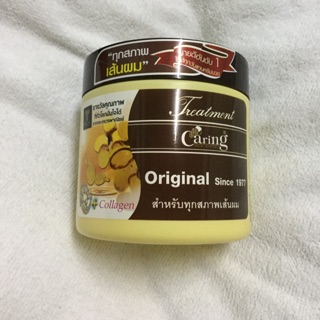 "ทุกสภาพ
เส้นผม"
Treatment
Caring
Original Since 1977
สำหรับทุกสภาพเส้นผม
Collagen